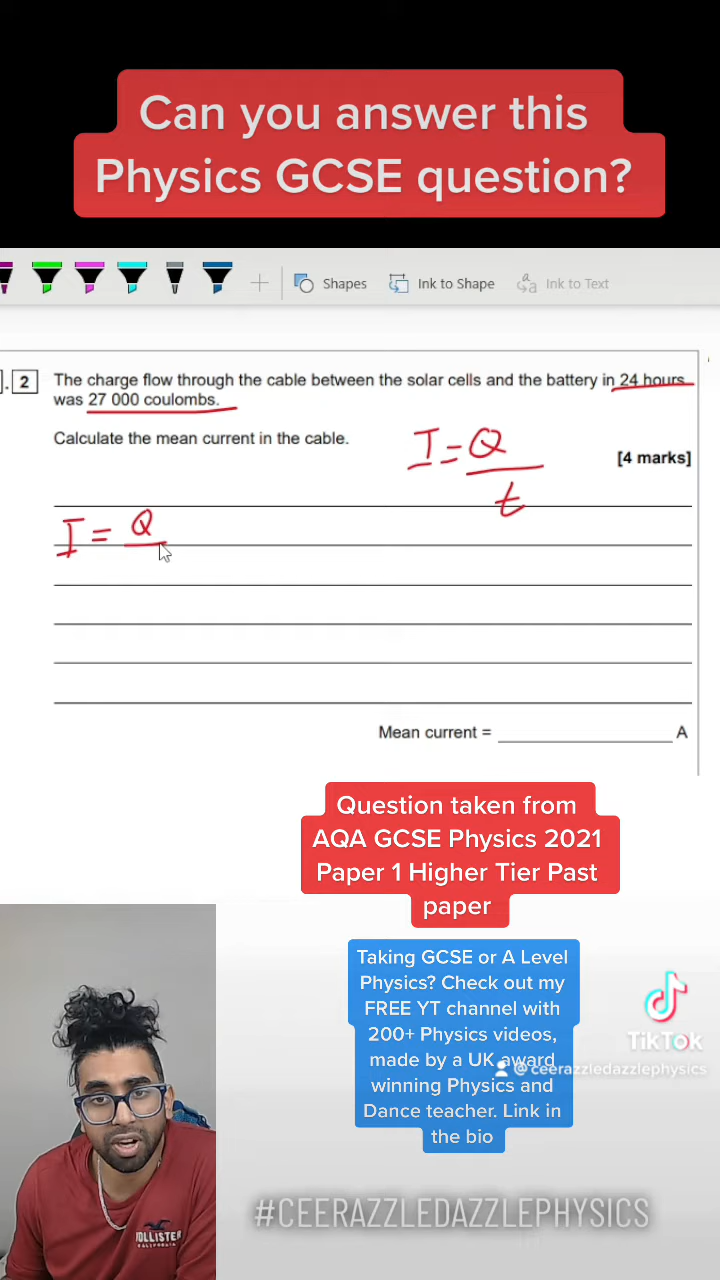 Can you answer this
Physics GCSE question?
Shapes
Ink to Shape
Ink to Text
.2 The charge flow through the cable between the solar cells and the battery in 24 hours
was 27 000 coulombs.
Calculate the mean current in the cable.
I = Q
t
[4 marks]
I = Q
Mean current = ____ A
Question taken from
AQA GCSE Physics 2021
Paper 1 Higher Tier Past
paper
Taking GCSE or A Level
Physics? Check out my
FREE YT channel with
200+ Physics videos,
made by a UK award
winning Physics and
Dance teacher. Link in
the bio
TikTok
@ceerazzledazzlephysics
HOLLISTER
CALIFORNIA
#CEERAZZLEDAZZLEPHYSICS